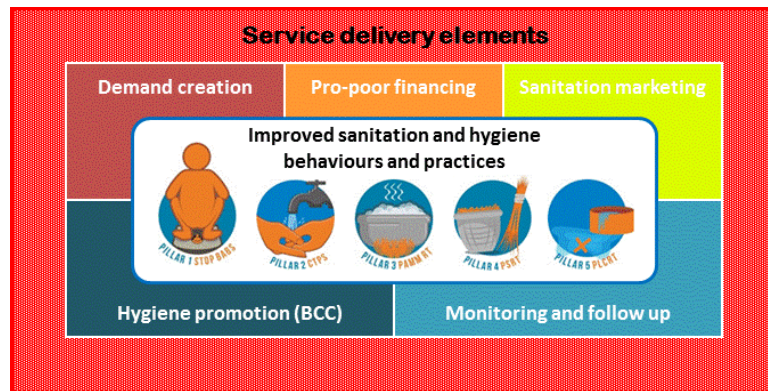 Service delivery elements
Demand creation
Pro-poor financing
Sanitation marketing
Improved sanitation and hygiene
behaviours and practices
PILLAR 1 STOP BABS
PILLAR 2 CTPS
PILLAR 3 PAMM RT
PILLAR 4 PSRT
PILLAR 5 PLCRT
Hygiene promotion (BCC)
Monitoring and follow up